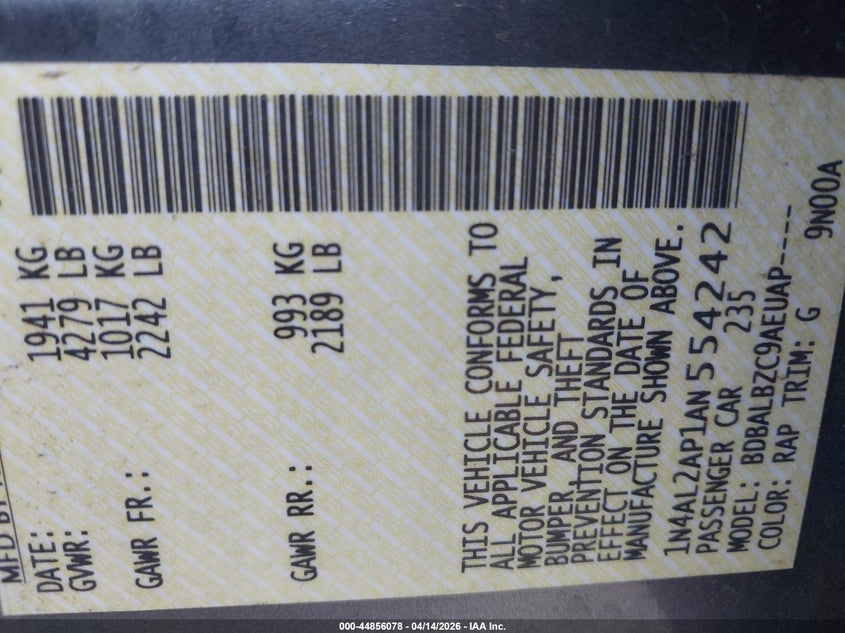 MFD BY
DATE: 1941 KG
GVWR: 4279 LB
1017 KG
GAWR FR.: 2242 LB
GAWR RR.: 993 KG
2189 LB
THIS VEHICLE CONFORMS TO
ALL APPLICABLE FEDERAL
MOTOR VEHICLE SAFETY,
BUMPER, AND THEFT
PREVENTION STANDARDS IN
EFFECT ON THE DATE OF
MANUFACTURE SHOWN ABOVE.
1N4AL2AP1AN554242
PASSENGER CAR 235
MODEL: BDBALBZC9AEUAP----
COLOR: RAP TRIM: G 9N00A
000-44856078 - 04/14/2026 - IAA Inc.